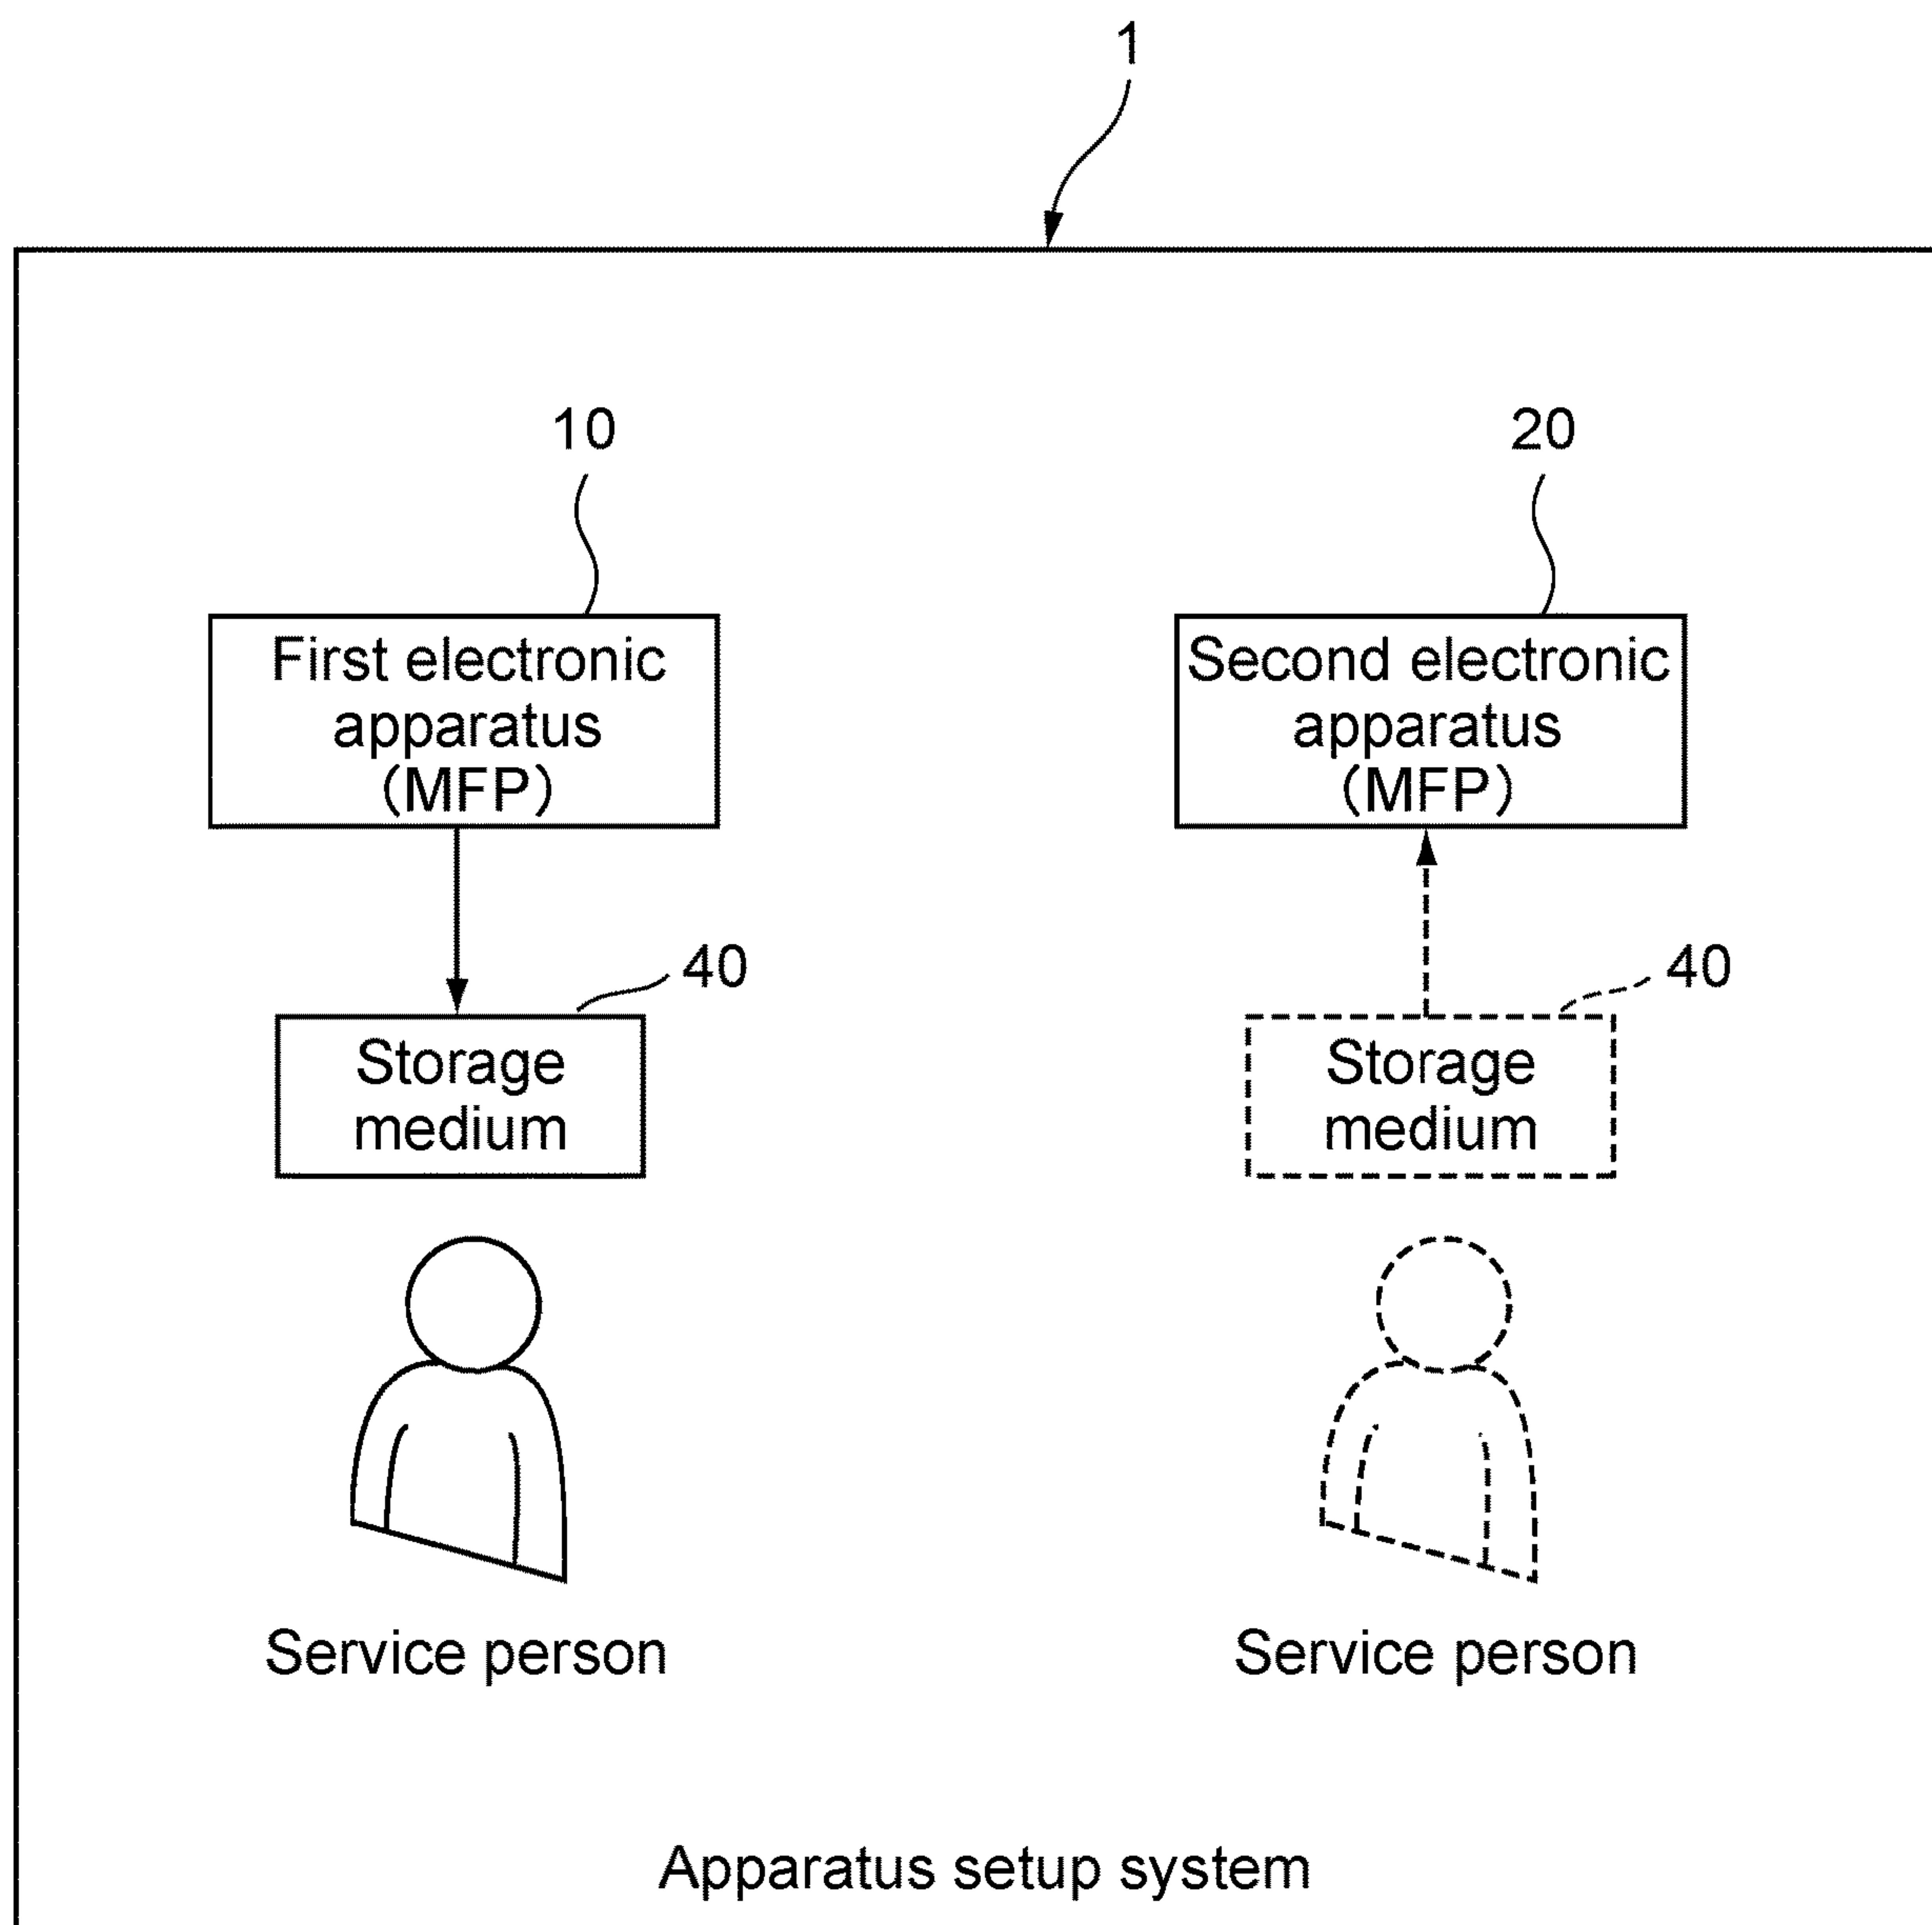 1
10
20
First electronic
apparatus
(MFP)
Second electronic
apparatus
(MFP)
40
40
Storage
medium
Storage
medium
Service person
Service person
Apparatus setup system